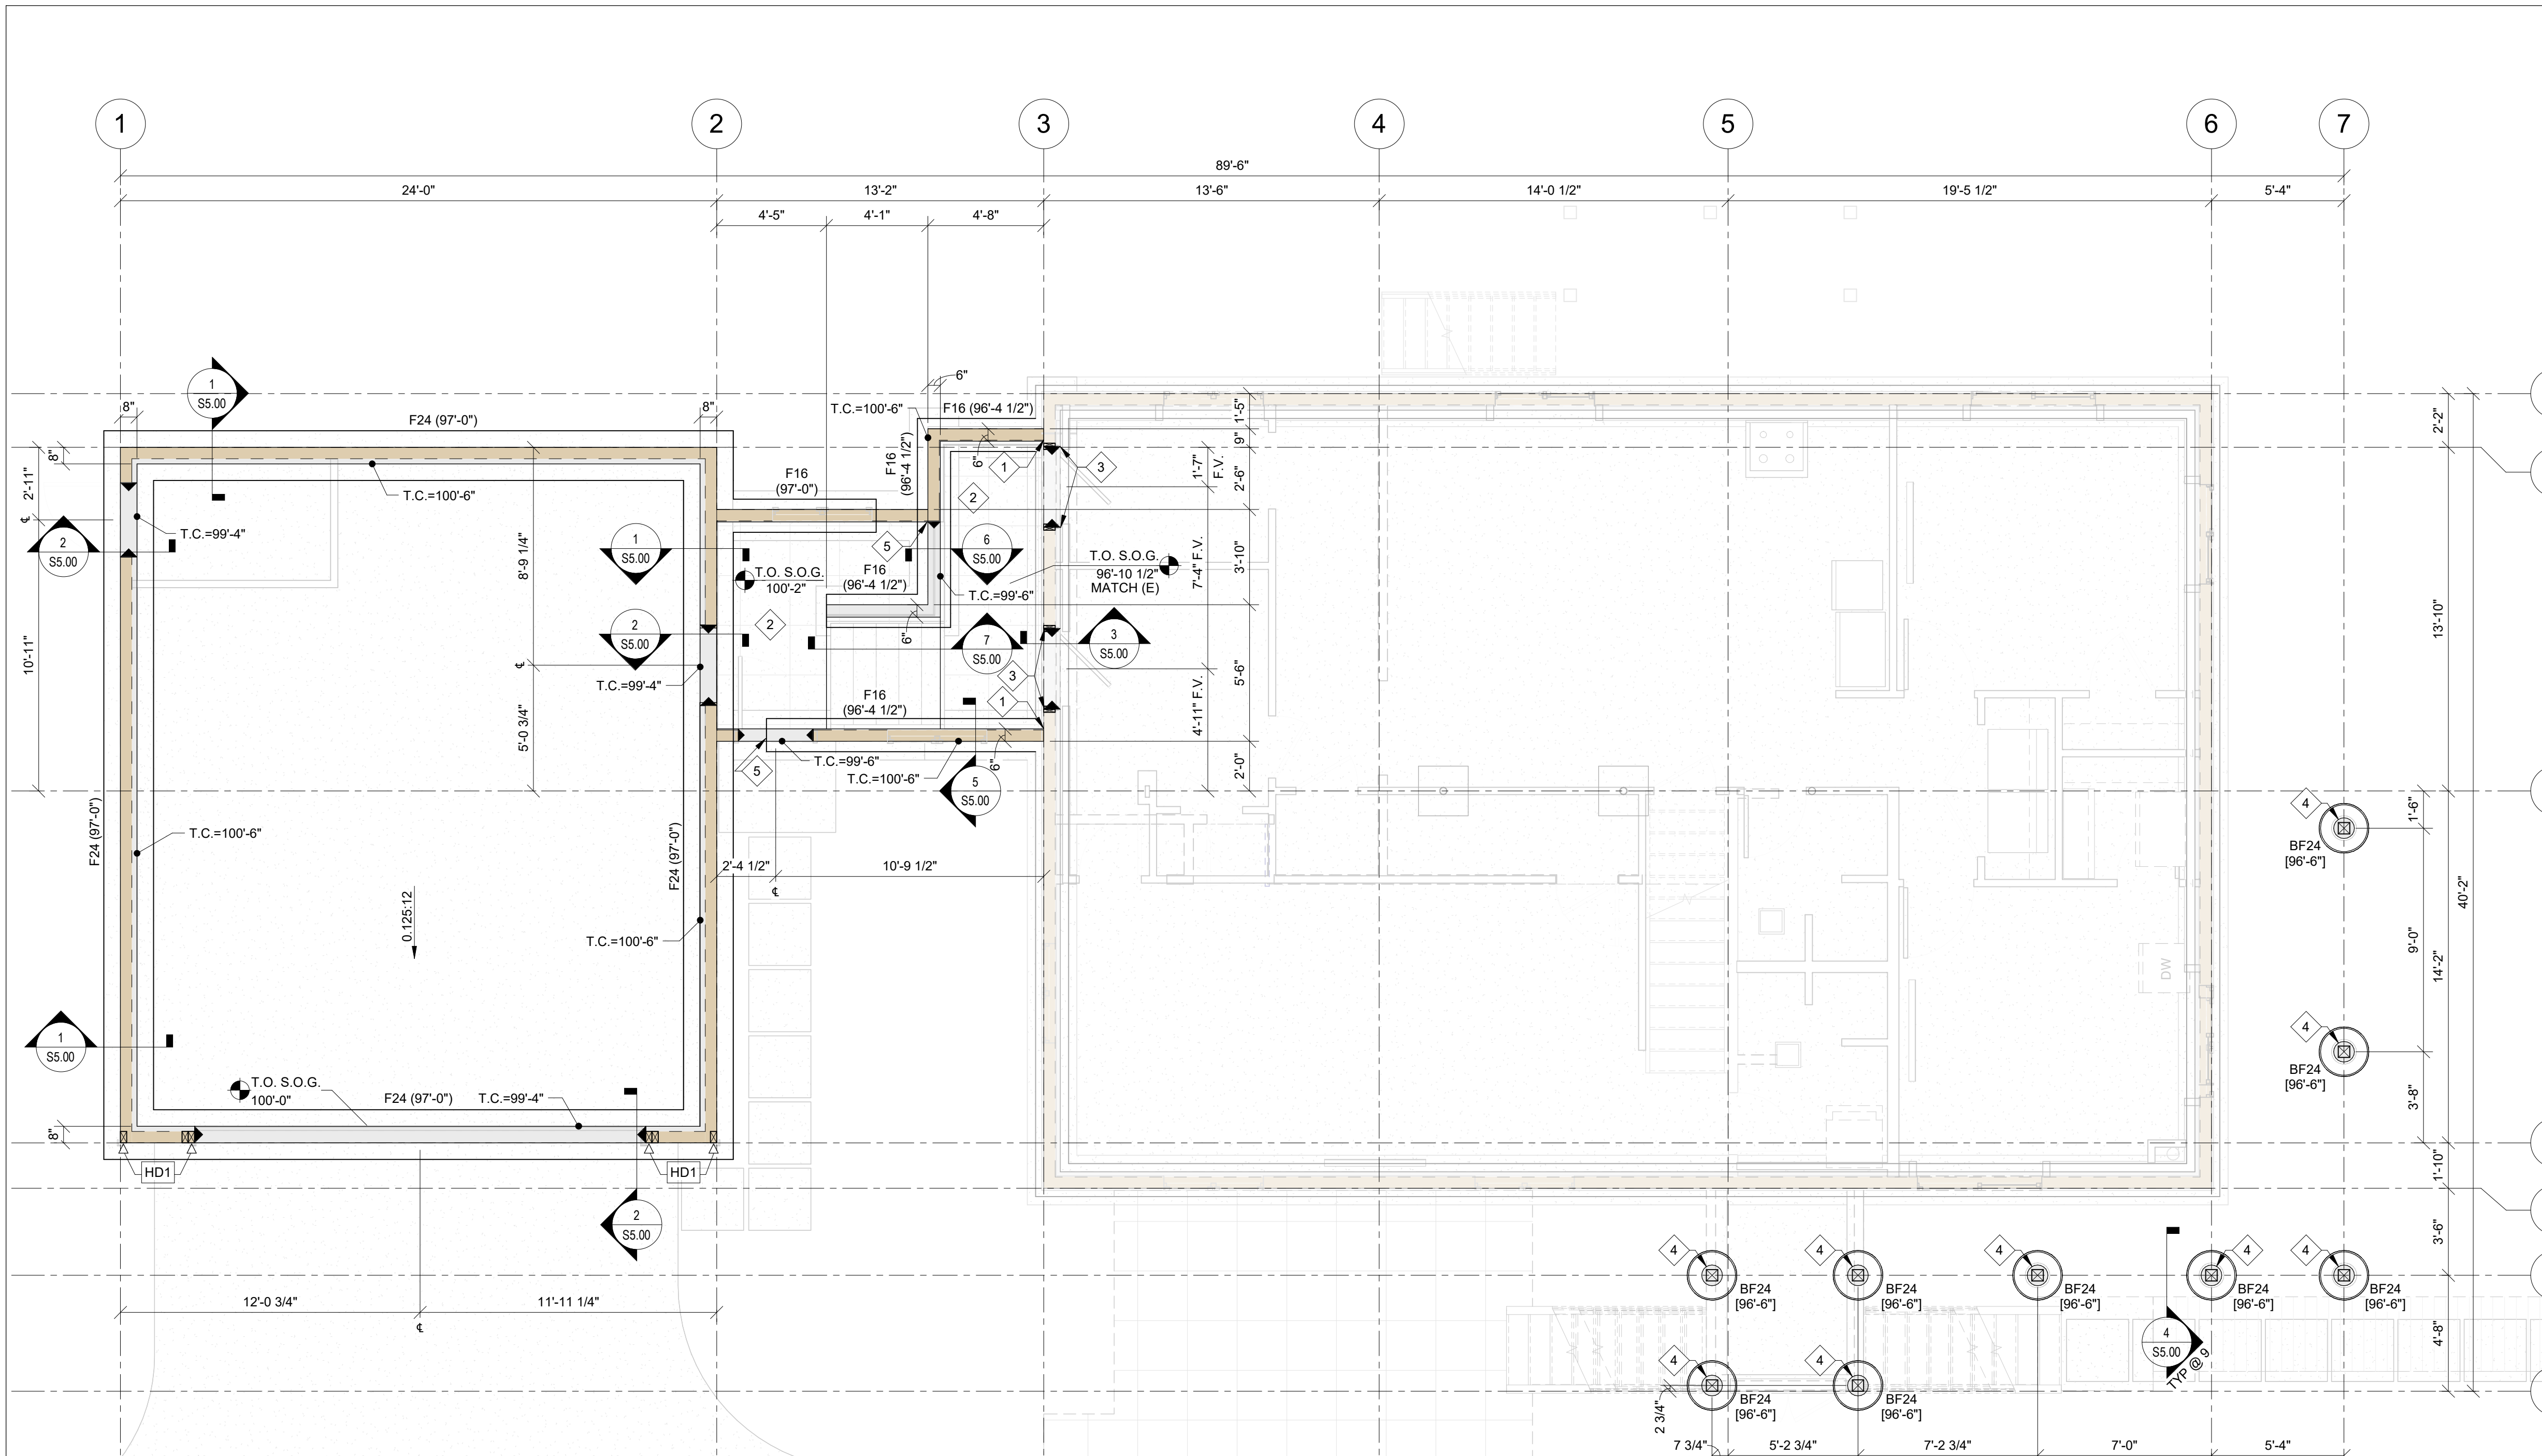 1
2
3
4
5
6
7
89'-6"
24'-0"
13'-2"
13'-6"
14'-0 1/2"
19'-5 1/2"
5'-4"
4'-5"
4'-1"
4'-8"
6"
1
S5.00
8"
F24 (97'-0")
8"
T.C.=100'-6"
F16 (96'-4 1/2")
1'-5"
2'-2"
8"
2'-11"
℄
T.C.=100'-6"
F16
(97'-0")
F16
(96'-4 1/2")
6"
1
3
9"
1'-7"
F.V.
2'-6"
2
T.C.=99'-4"
2
S5.00
8'-9 1/4"
1
S5.00
5
6
S5.00
T.O. S.O.G.
96'-10 1/2"
MATCH (E)
7'-4" F.V.
3'-10"
T.O. S.O.G.
100'-2"
F16
(96'-4 1/2")
T.C.=99'-6"
6"
2
S5.00
2
7
S5.00
3
S5.00
13'-10"
10'-11"
℄
T.C.=99'-4"
3
1
F16
(96'-4 1/2")
4'-11" F.V.
5'-6"
5'-0 3/4"
T.C.=99'-6"
5
T.C.=100'-6"
6"
2'-0"
5
S5.00
F24 (97'-0")
T.C.=100'-6"
F24 (97'-0")
2'-4 1/2"
10'-9 1/2"
℄
4
BF24
[96'-6"]
1'-6"
40'-2"
0.125:12
T.C.=100'-6"
9'-0"
14'-2"
DW
1
S5.00
4
BF24
[96'-6"]
T.O. S.O.G.
100'-0"
F24 (97'-0")
T.C.=99'-4"
3'-8"
8"
HD1
HD1
1'-10"
2
S5.00
3'-6"
4
BF24
[96'-6"]
4
BF24
[96'-6"]
4
BF24
[96'-6"]
4
BF24
[96'-6"]
4
BF24
[96'-6"]
12'-0 3/4"
11'-11 1/4"
℄
4
S5.00
TYP @ 9
4'-8"
4
BF24
[96'-6"]
4
BF24
[96'-6"]
2 3/4"
7 3/4"
5'-2 3/4"
7'-2 3/4"
7'-0"
5'-4"